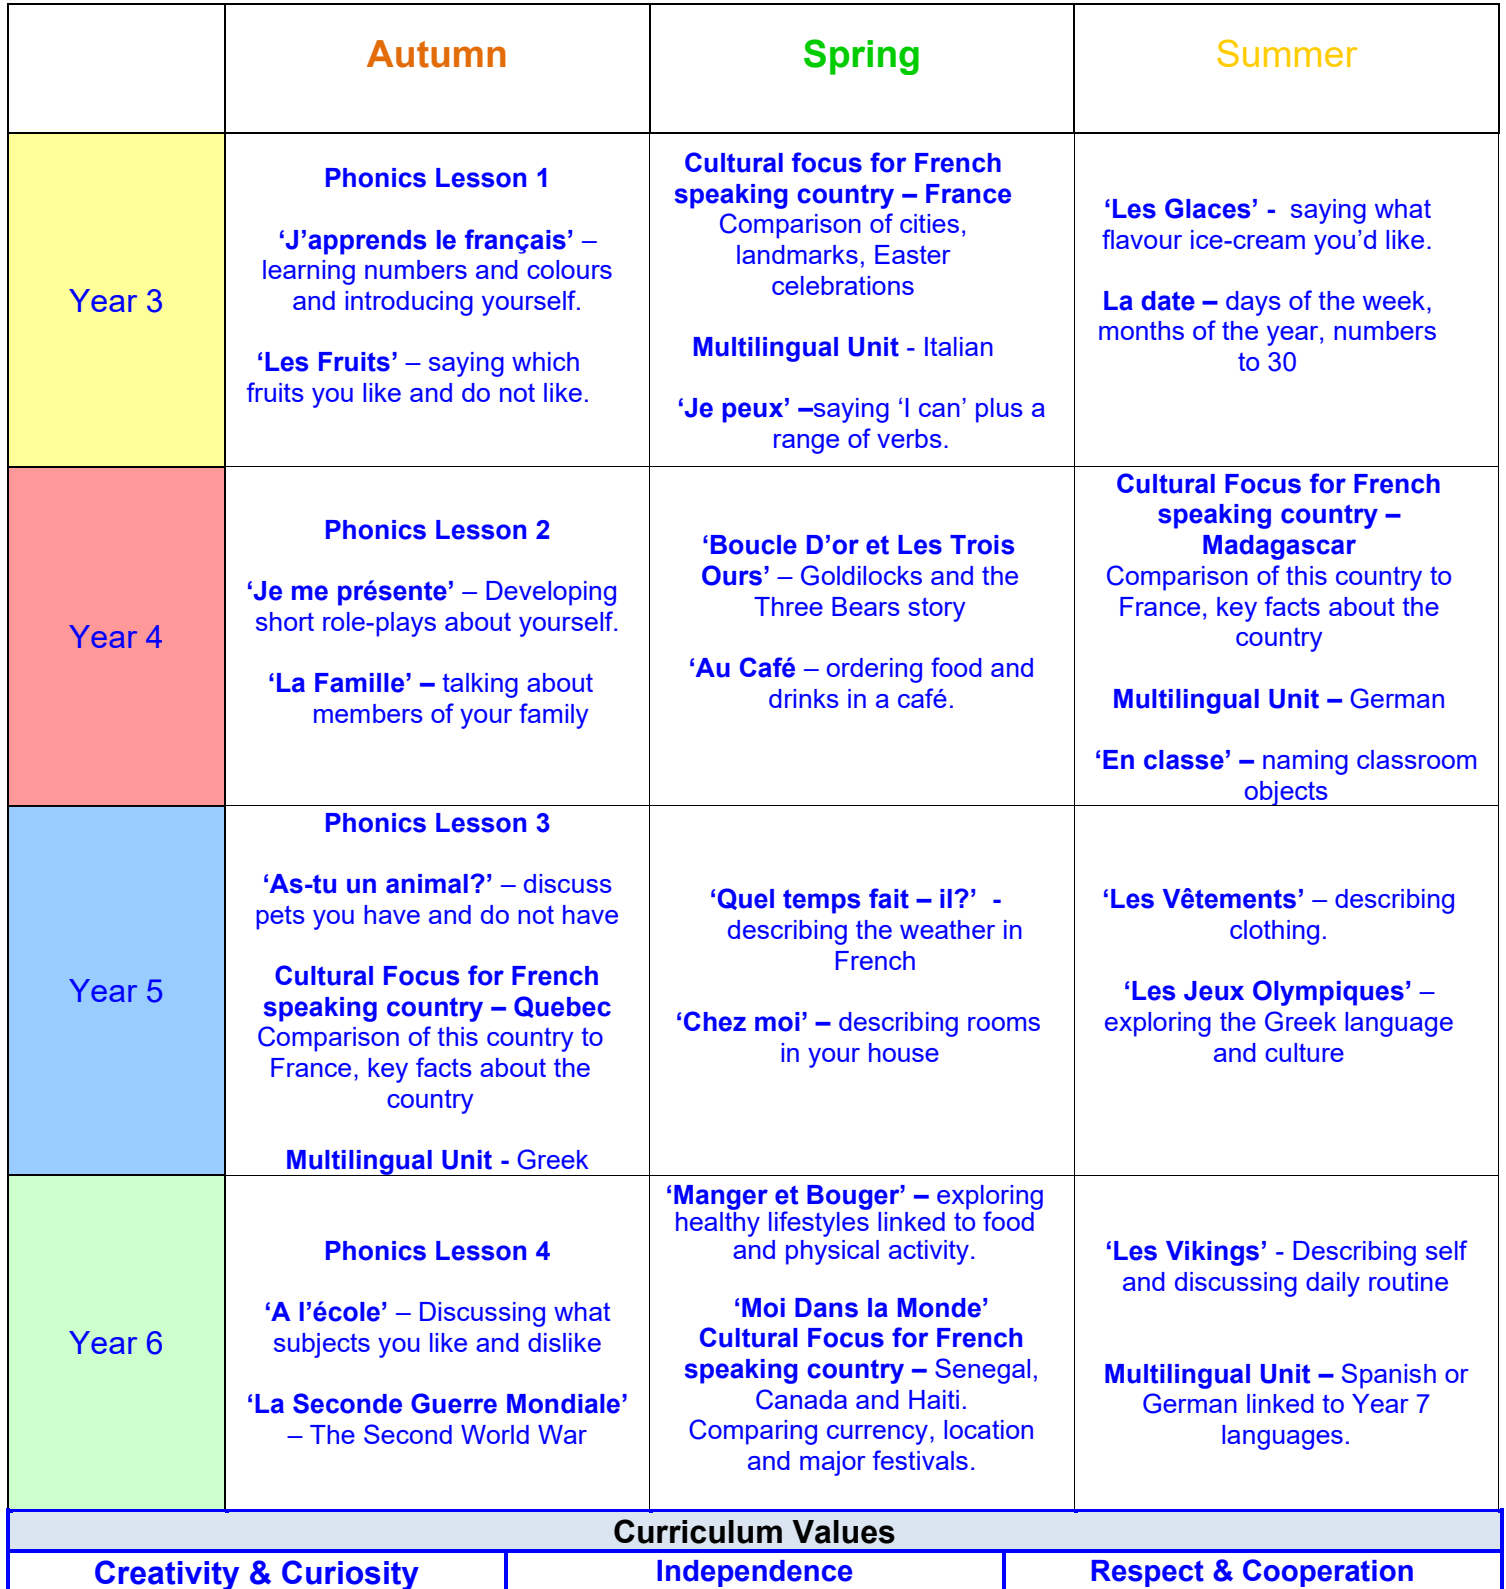 Autumn
Spring
Summer
Year 3
Phonics Lesson 1
‘J’apprends le français’ –
learning numbers and colours
and introducing yourself.
‘Les Fruits’ – saying which
fruits you like and do not like.
Cultural focus for French
speaking country – France
Comparison of cities,
landmarks, Easter
celebrations
Multilingual Unit - Italian
‘Je peux’ –saying ‘I can’ plus a
range of verbs.
‘Les Glaces’ - saying what
flavour ice-cream you’d like.
La date – days of the week,
months of the year, numbers
to 30
Year 4
Phonics Lesson 2
‘Je me présente’ – Developing
short role-plays about yourself.
‘La Famille’ – talking about
members of your family
‘Boucle D’or et Les Trois
Ours’ – Goldilocks and the
Three Bears story
‘Au Café – ordering food and
drinks in a café.
Cultural Focus for French
speaking country –
Madagascar
Comparison of this country to
France, key facts about the
country
Multilingual Unit – German
‘En classe’ – naming classroom
objects
Year 5
Phonics Lesson 3
‘As-tu un animal?’ – discuss
pets you have and do not have
Cultural Focus for French
speaking country – Quebec
Comparison of this country to
France, key facts about the
country
Multilingual Unit - Greek
‘Quel temps fait – il?’ -
describing the weather in
French
‘Chez moi’ – describing rooms
in your house
‘Les Vêtements’ – describing
clothing.
‘Les Jeux Olympiques’ –
exploring the Greek language
and culture
Year 6
Phonics Lesson 4
‘A l’école’ – Discussing what
subjects you like and dislike
‘La Seconde Guerre Mondiale’
– The Second World War
‘Manger et Bouger’ – exploring
healthy lifestyles linked to food
and physical activity.
‘Moi Dans la Monde’
Cultural Focus for French
speaking country – Senegal,
Canada and Haiti.
Comparing currency, location
and major festivals.
‘Les Vikings’ - Describing self
and discussing daily routine
Multilingual Unit – Spanish or
German linked to Year 7
languages.
Curriculum Values
Creativity & Curiosity
Independence
Respect & Cooperation